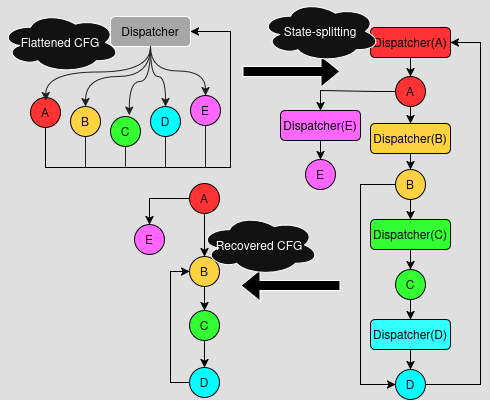 Flattened CFG
Dispatcher
A
B
C
D
E
State-splitting
Dispatcher(A)
A
Dispatcher(E)
Dispatcher(B)
E
B
Dispatcher(C)
C
Dispatcher(D)
D
Recovered CFG
A
E
B
C
D